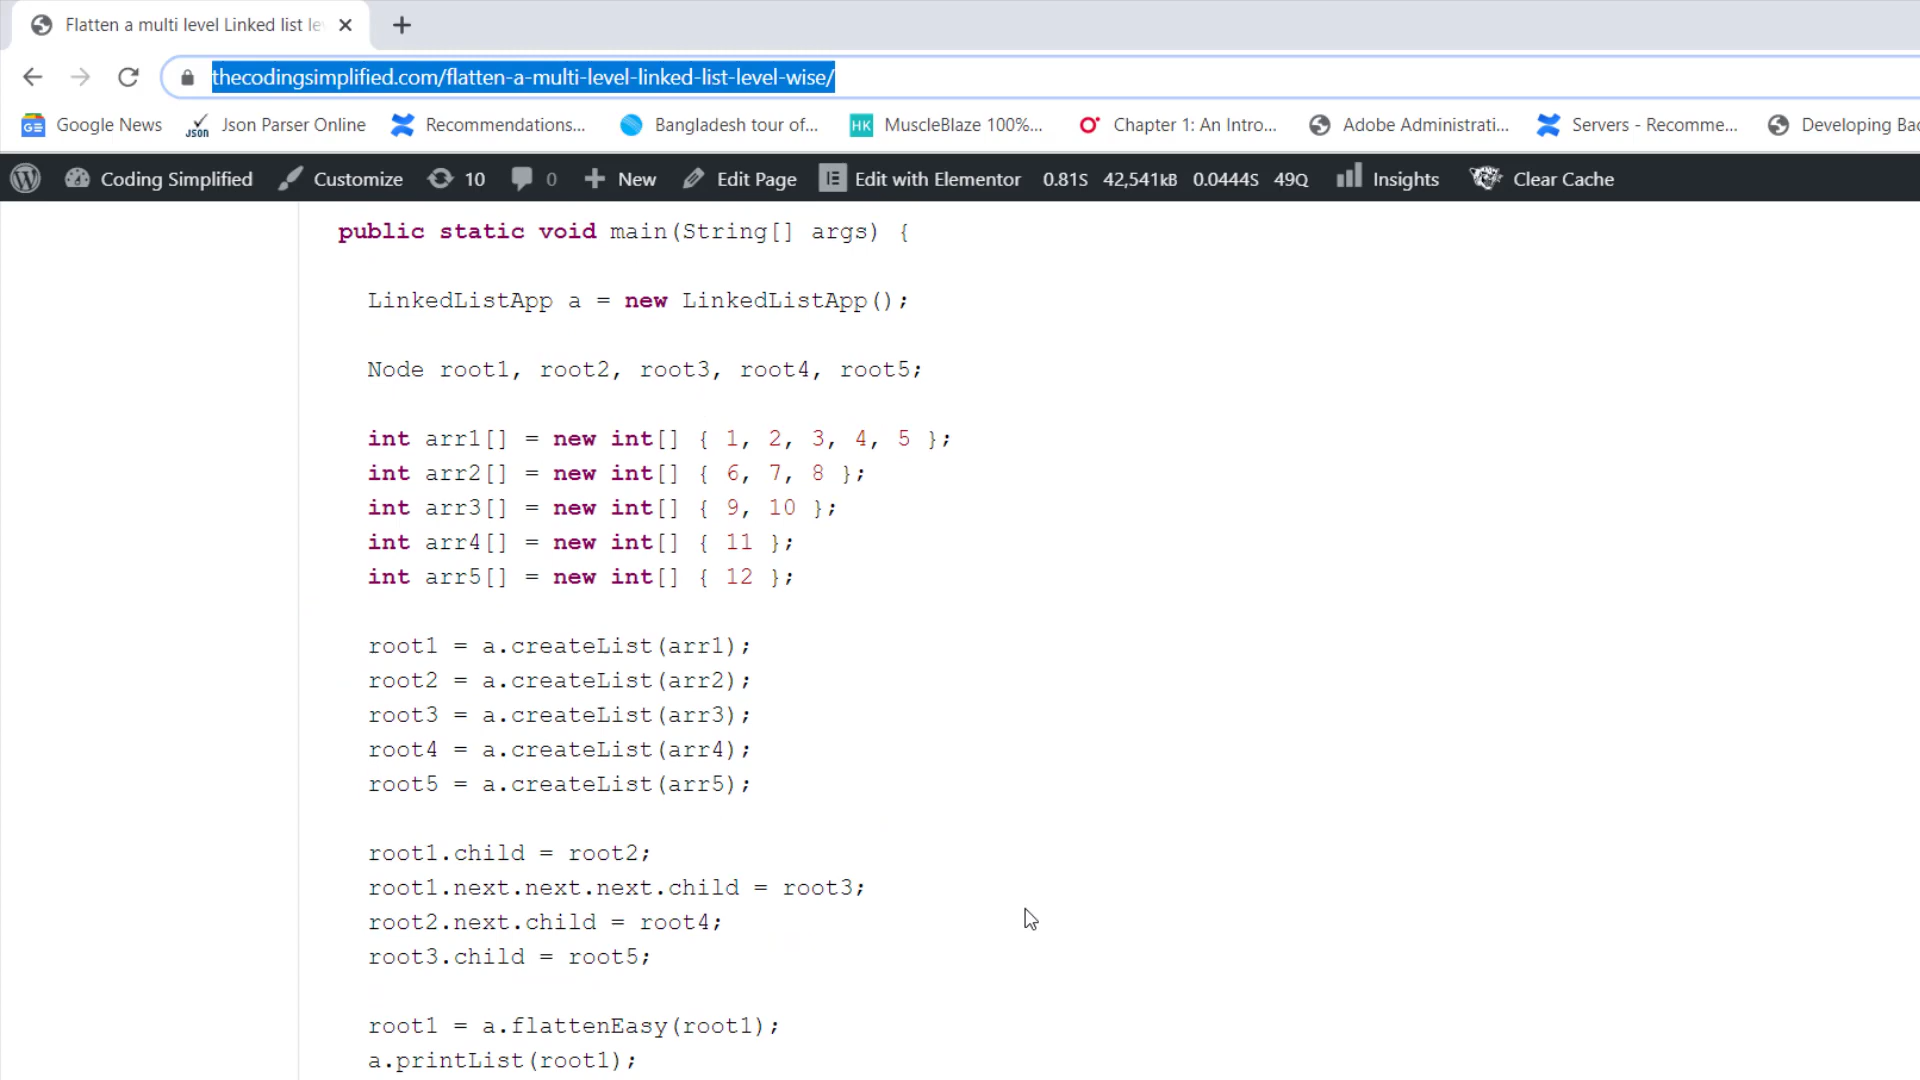 Flatten a multi level Linked list le
thecodingsimplified.com/flatten-a-multi-level-linked-list-level-wise/
GE Google News JSON Json Parser Online Recommendations... Bangladesh tour of... HK MuscleBlaze 100%... Chapter 1: An Intro... Adobe Administrati... Servers - Recomme... Developing Bac
Coding Simplified Customize 10 0 New Edit Page Edit with Elementor 0.81S 42,541KB 0.0444S 49Q Insights Clear Cache
public static void main(String[] args) {
LinkedListApp a = new LinkedListApp();
Node root1, root2, root3, root4, root5;
int arr1[] = new int[] { 1, 2, 3, 4, 5 };
int arr2[] = new int[] { 6, 7, 8 };
int arr3[] = new int[] { 9, 10 };
int arr4[] = new int[] { 11 };
int arr5[] = new int[] { 12 };
root1 = a.createList(arr1);
root2 = a.createList(arr2);
root3 = a.createList(arr3);
root4 = a.createList(arr4);
root5 = a.createList(arr5);
root1.child = root2;
root1.next.next.next.child = root3;
root2.next.child = root4;
root3.child = root5;
root1 = a.flattenEasy(root1);
a.printList(root1);